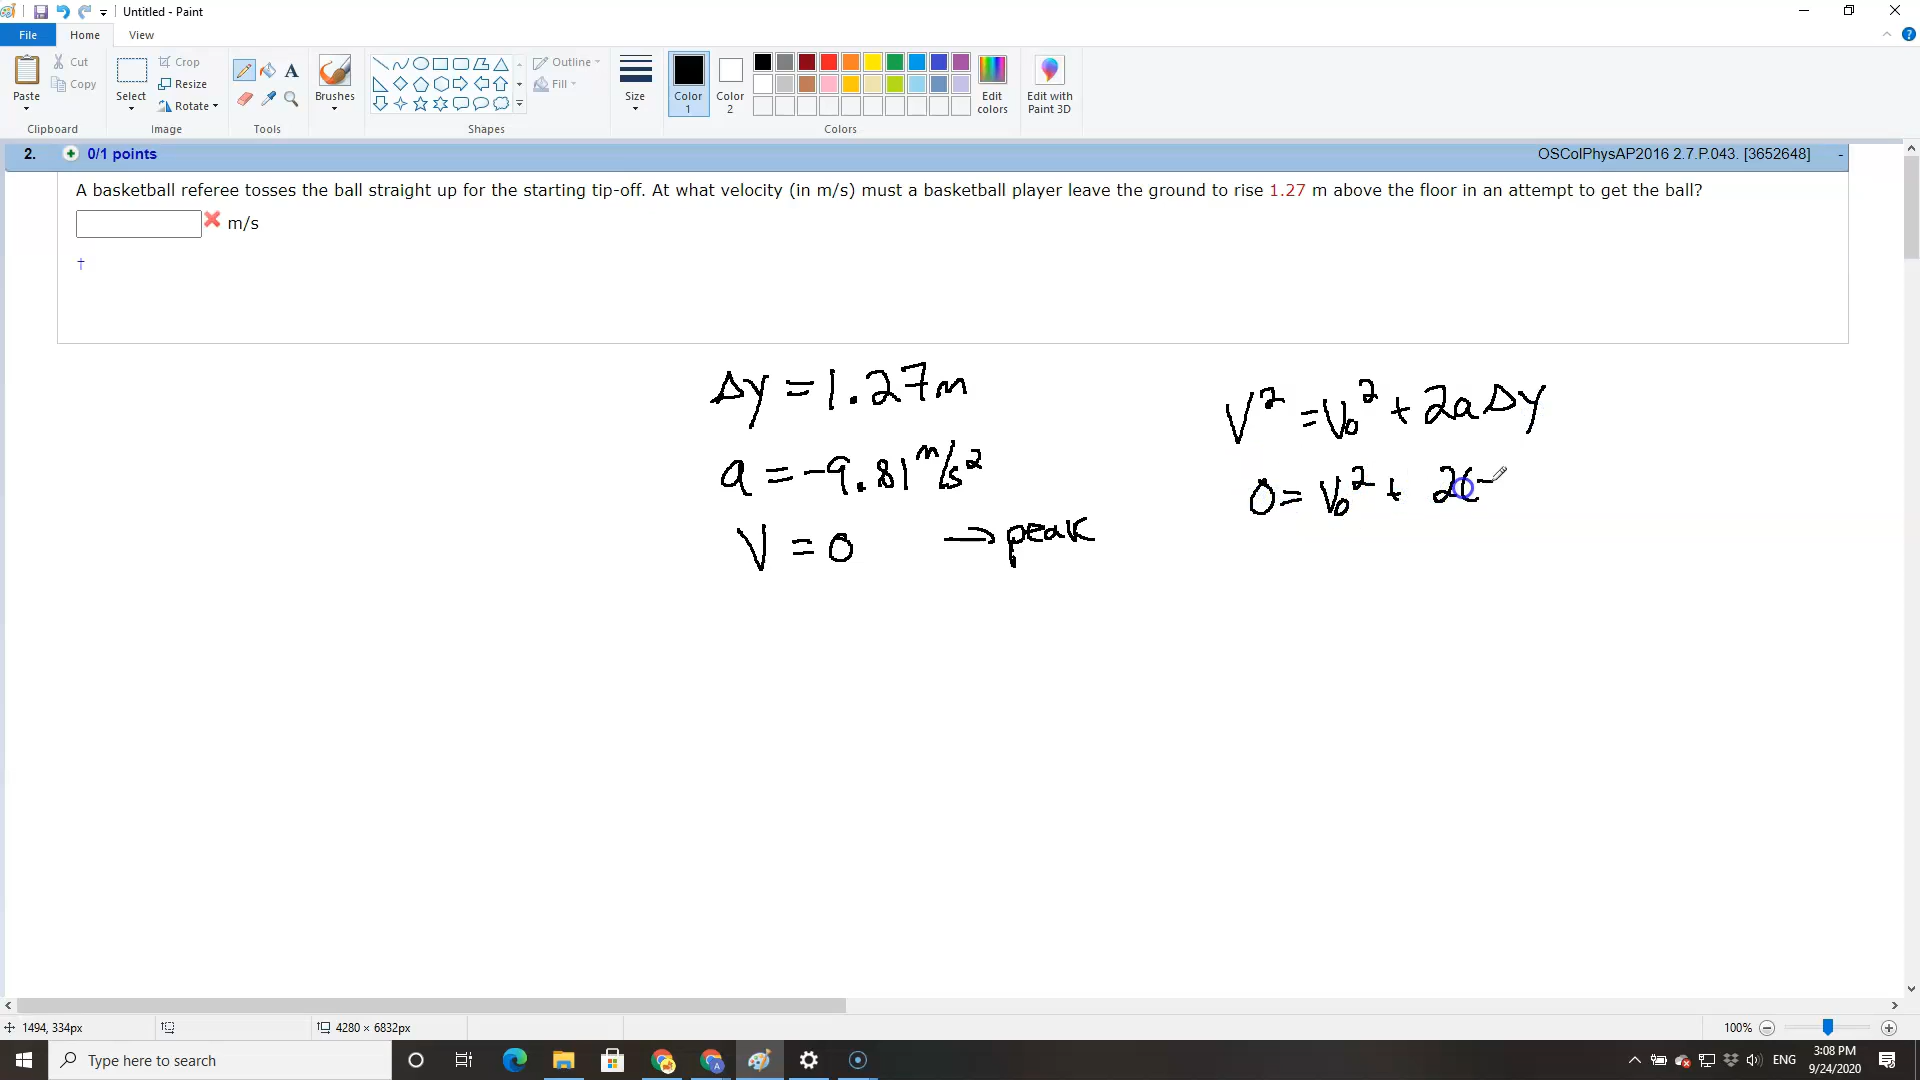 Untitled - Paint
File Home View
Paste
Cut
Copy
Clipboard
Select
Crop
Resize
Rotate
Image
Tools
Brushes
Shapes
Outline
Fill
Size
Color 1
Color 2
Colors
Edit colors
Edit with Paint 3D
2. 0/1 points OSColPhysAP2016 2.7.P.043. [3652648] -
A basketball referee tosses the ball straight up for the starting tip-off. At what velocity (in m/s) must a basketball player leave the ground to rise 1.27 m above the floor in an attempt to get the ball?
m/s
†
Δy = 1.27m
a = -9.81 m/s²
V = 0 → peak
V² = V₀² + 2aΔy
0 = V₀² + 2(-
1494, 334px 4280 × 6832px 100%
Type here to search
ENG
3:08 PM
9/24/2020